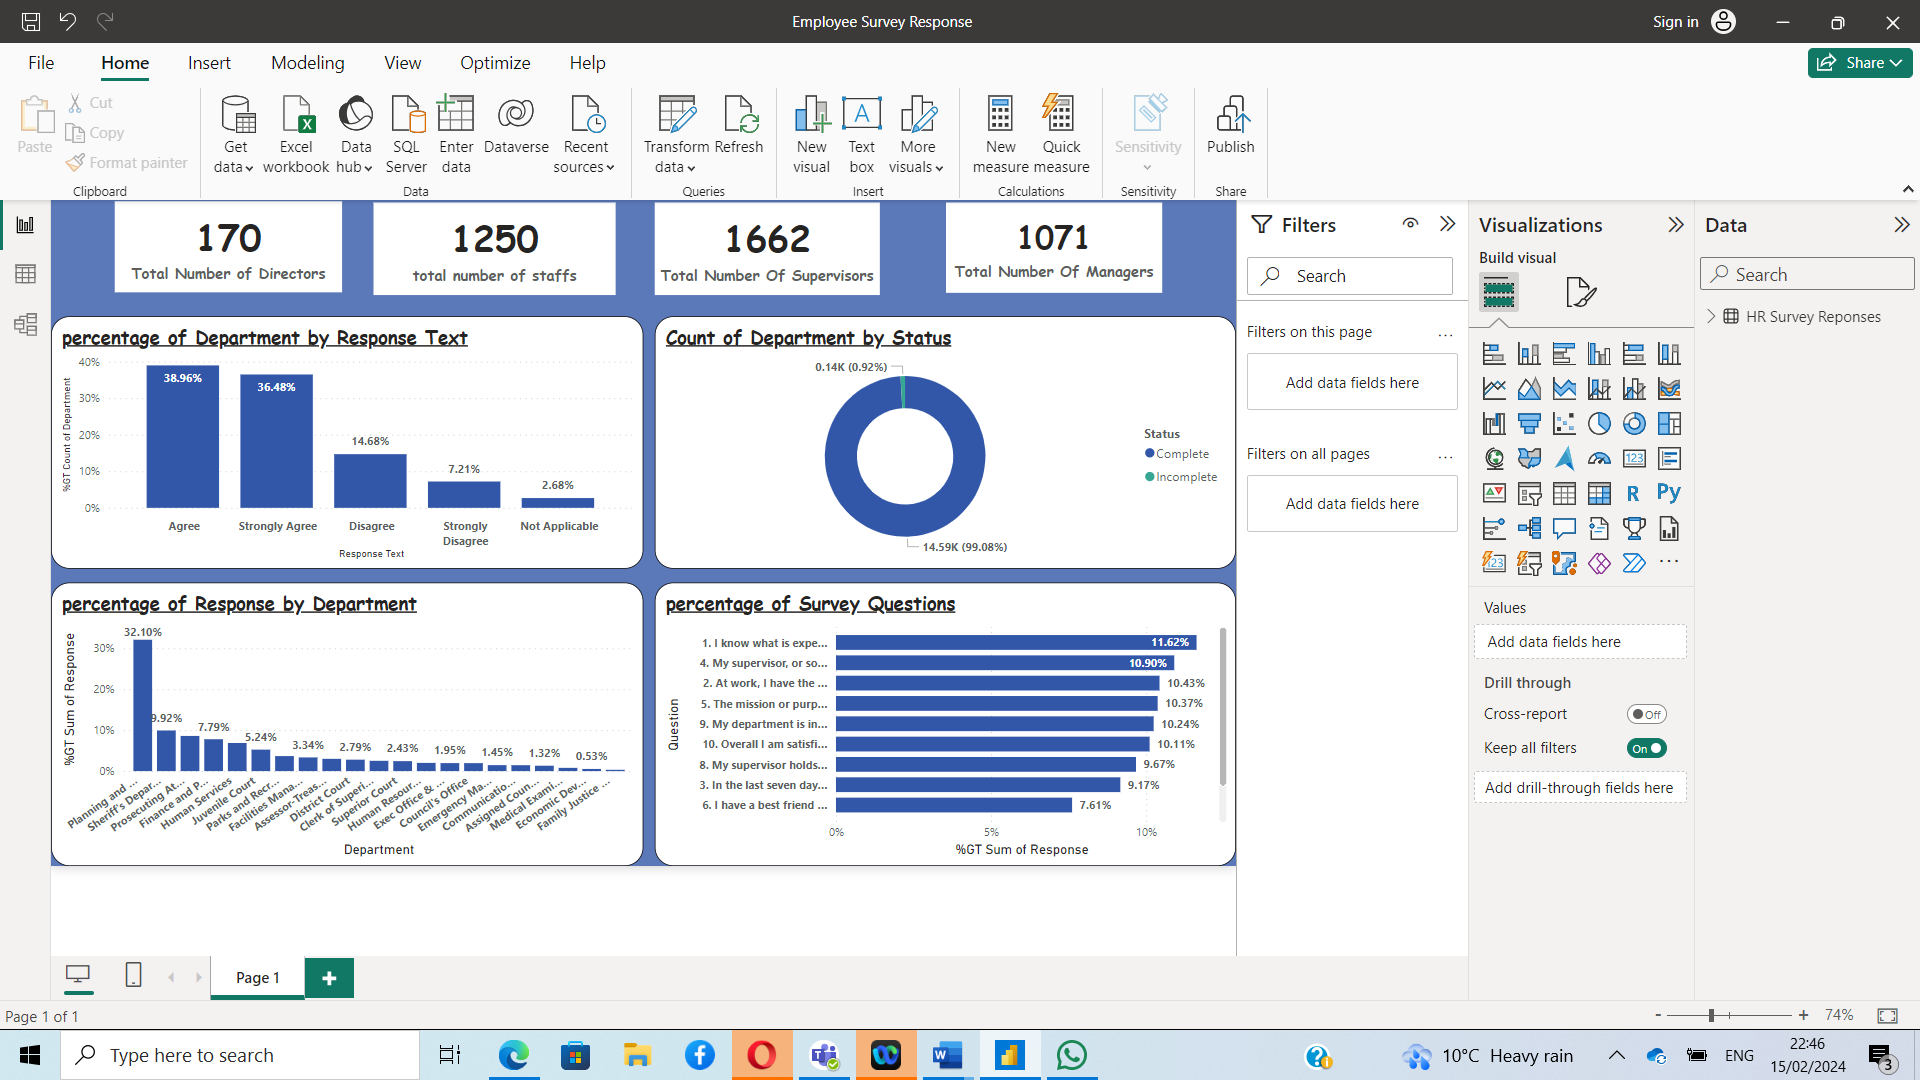 Employee Survey Response
Sign in
File Home Insert Modeling View Optimize Help
Share
Paste
Cut
Copy
Format painter
Clipboard
Get data
Excel workbook
Data hub
SQL Server
Enter data
Dataverse
Recent sources
Data
Transform data
Refresh
Queries
New visual
Text box
More visuals
Insert
New measure
Quick measure
Calculations
Sensitivity
Sensitivity
Publish
Share
170
Total Number of Directors
1250
total number of staffs
1662
Total Number Of Supervisors
1071
Total Number Of Managers
percentage of Department by Response Text
%GT Count of Department
40%
30%
20%
10%
0%
38.96%
36.48%
14.68%
7.21%
2.68%
Agree
Strongly Agree
Disagree
Strongly Disagree
Not Applicable
Response Text
Count of Department by Status
0.14K (0.92%)
14.59K (99.08%)
Status
Complete
Incomplete
percentage of Response by Department
%GT Sum of Response
30%
20%
10%
0%
32.10%
9.92%
7.79%
5.24%
3.34%
2.79%
2.43%
1.95%
1.45%
1.32%
0.53%
Planning and ...
Sheriff's Depar...
Prosecuting At...
Finance and P...
Human Services
Juvenile Court
Parks and Recr...
Facilities Mana...
Assessor-Treas...
District Court
Clerk of Superi...
Superior Court
Human Resour...
Exec Office & ...
Council's Office
Emergency Ma...
Communicatio...
Assigned Coun...
Medical Exami...
Economic Dev...
Family Justice ...
Department
percentage of Survey Questions
Question
1. I know what is expe... 11.62%
4. My supervisor, or so... 10.90%
2. At work, I have the ... 10.43%
5. The mission or purp... 10.37%
9. My department is in... 10.24%
10. Overall I am satisfi... 10.11%
8. My supervisor holds... 9.67%
3. In the last seven day... 9.17%
6. I have a best friend ... 7.61%
0% 5% 10%
%GT Sum of Response
Filters
Search
Filters on this page ...
Add data fields here
Filters on all pages ...
Add data fields here
Visualizations
Build visual
123
R
Py
123
...
Values
Add data fields here
Drill through
Cross-report
Off
Keep all filters
On
Add drill-through fields here
Data
Search
HR Survey Reponses
Page 1
+
Page 1 of 1
- + 74%
Type here to search
10°C Heavy rain
ENG
22:46
15/02/2024
3